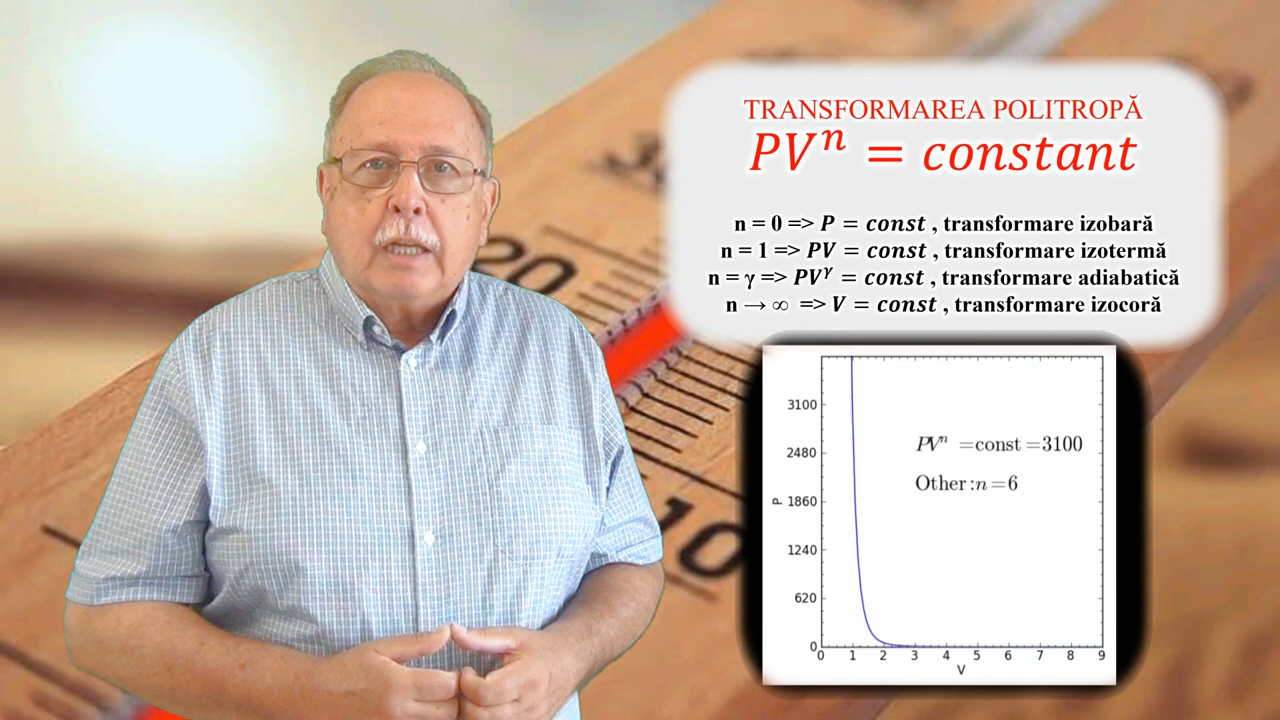 TRANSFORMAREA POLITROPĂ
PVⁿ = constant
n = 0 => P = const , transformare izobară
n = 1 => PV = const , transformare izotermă
n = γ => PVᵞ = const , transformare adiabatică
n → ∞ => V = const , transformare izocoră
20
10
PVⁿ =const =3100
Other :n =6
P
3100
2480
1860
1240
620
0
0 1 2 3 4 5 6 7 8 9
V